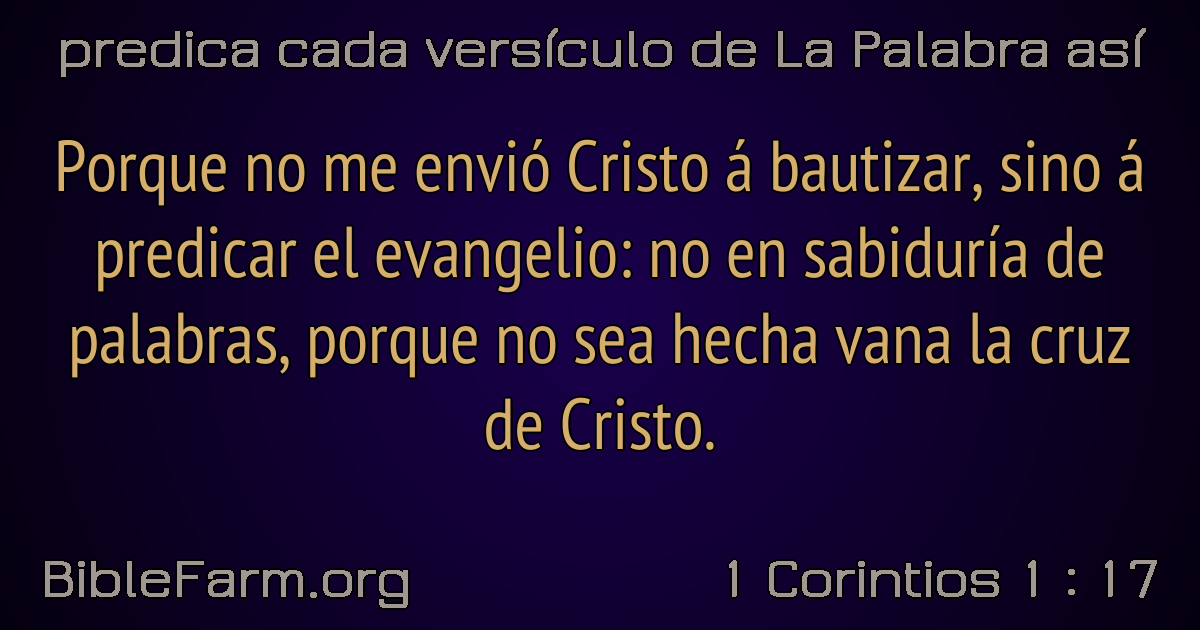 predica cada versículo de La Palabra así
Porque no me envió Cristo á bautizar, sino á
predicar el evangelio: no en sabiduría de
palabras, porque no sea hecha vana la cruz
de Cristo.
BibleFarm.org
1 Corintios 1 : 17